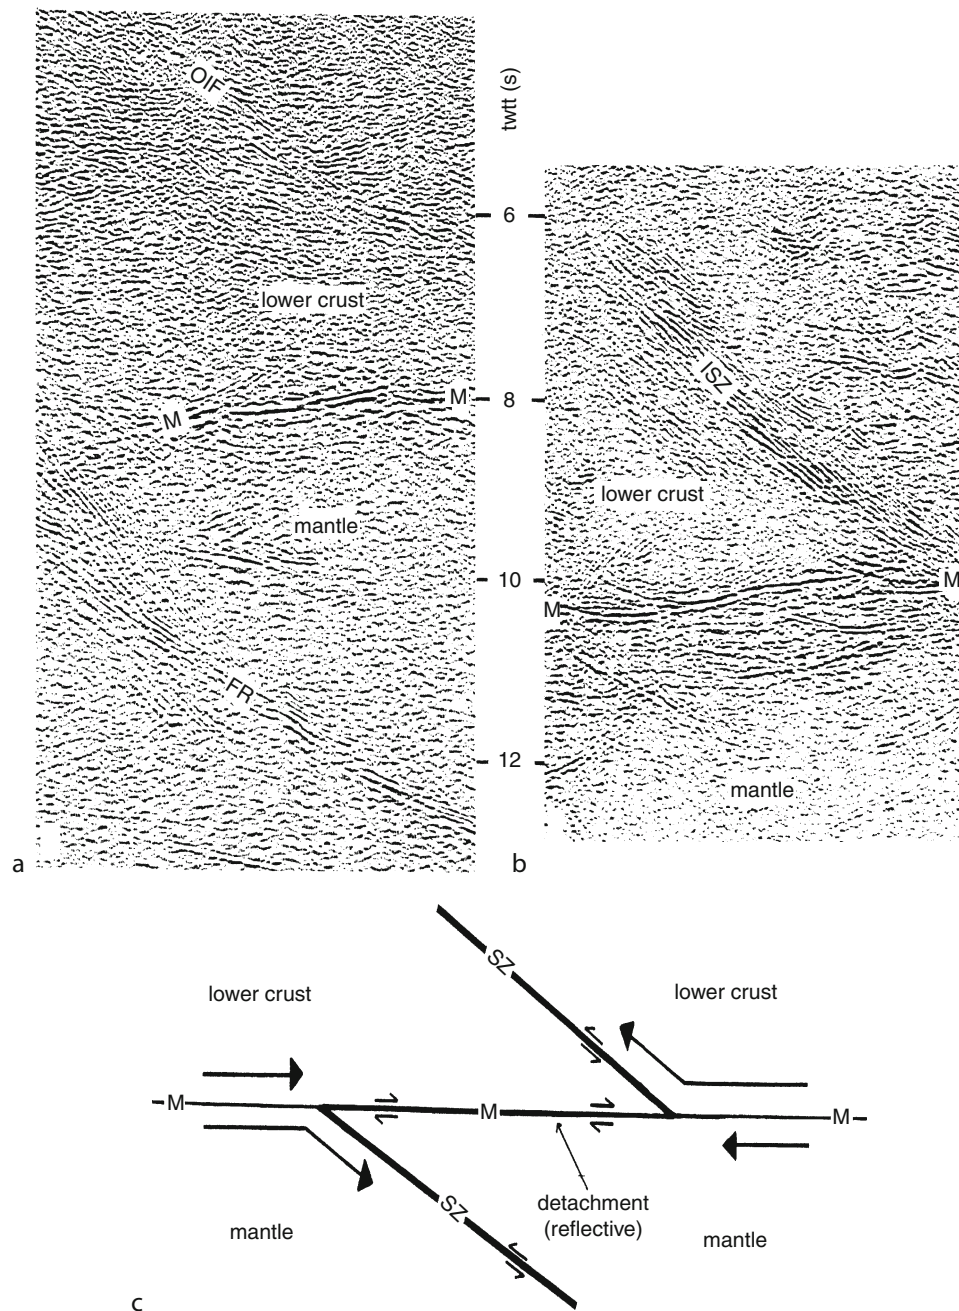 OIF
lower crust
M
M
mantle
FR
a
twtt (s)
6
8
10
12
ISZ
lower crust
M
M
mantle
b
SZ
lower crust
lower crust
M
M
M
SZ
detachment
(reflective)
mantle
mantle
c